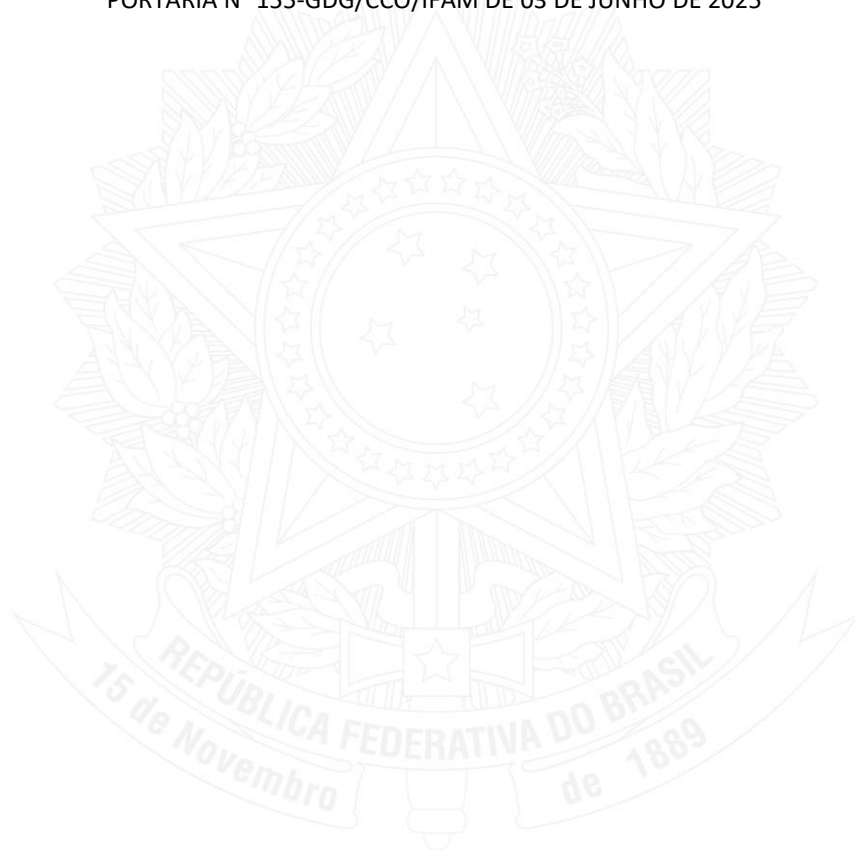 PORTARIA N° 155-GDG/CCO/IFAM DE 03 DE JUNHO DE 2025
REPÚBLICA FEDERATIVA DO BRASIL
15 de Novembro de 1889